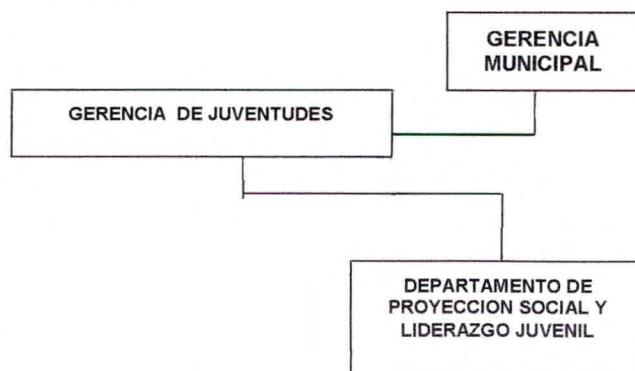 GERENCIA
MUNICIPAL
GERENCIA DE JUVENTUDES
DEPARTAMENTO DE
PROYECCION SOCIAL Y
LIDERAZGO JUVENIL